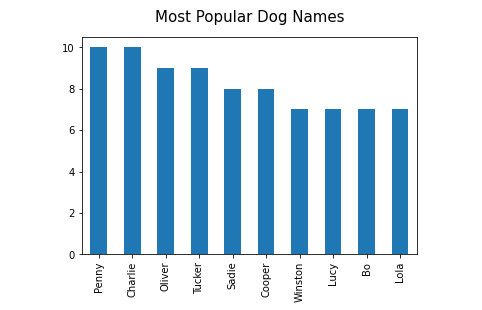 Most Popular Dog Names
10
8
6
4
2
0
Penny
Charlie
Oliver
Tucker
Sadie
Cooper
Winston
Lucy
Bo
Lola